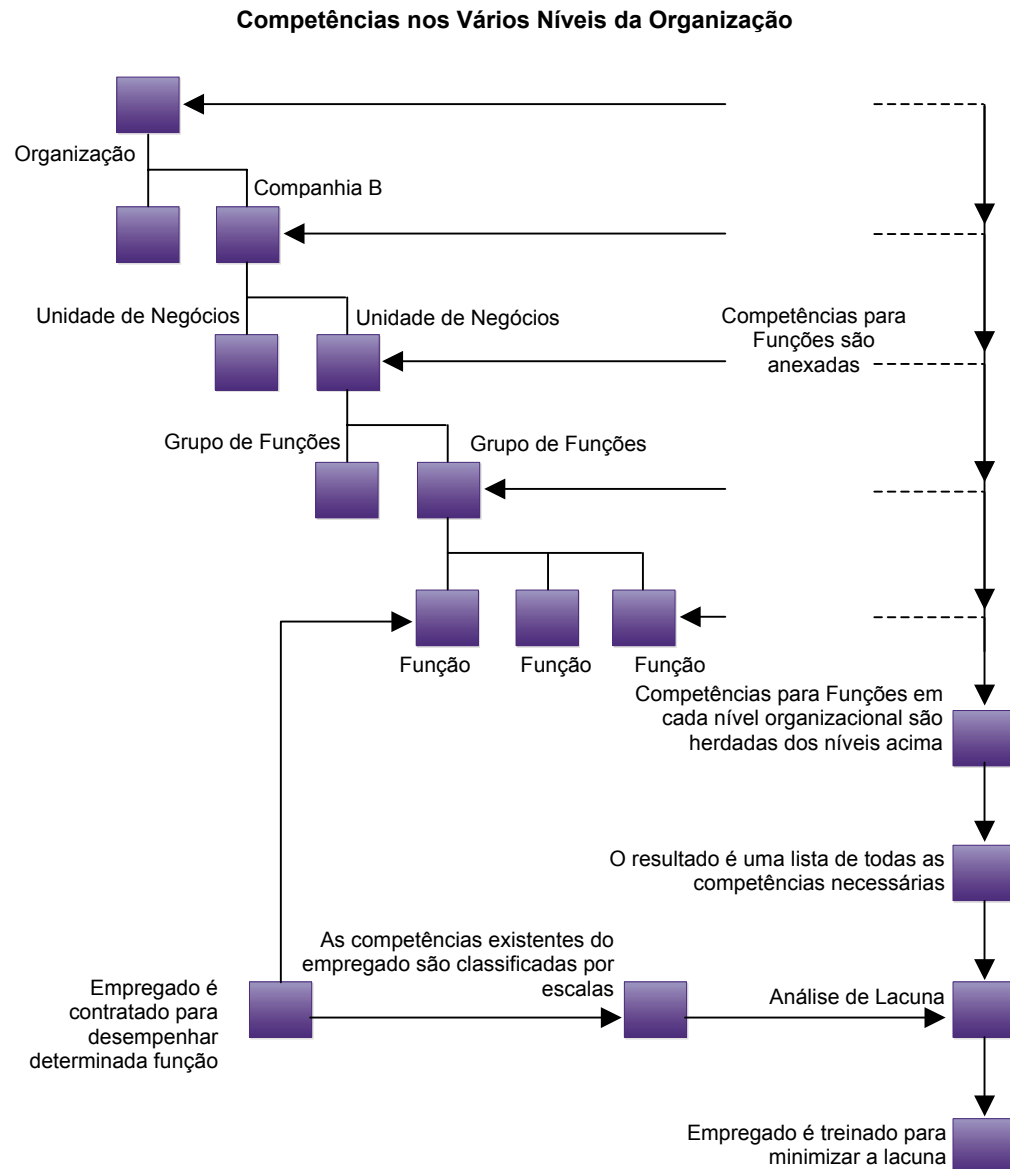 Competências nos Vários Níveis da Organização
Organização
Companhia B
Unidade de Negócios
Unidade de Negócios
Competências para
Funções são
anexadas
Grupo de Funções
Grupo de Funções
Função
Função
Função
Competências para Funções em
cada nível organizacional são
herdadas dos níveis acima
O resultado é uma lista de todas as
competências necessárias
As competências existentes do
empregado são classificadas por
escalas
Empregado é
contratado para
desempenhar
determinada função
Análise de Lacuna
Empregado é treinado para
minimizar a lacuna